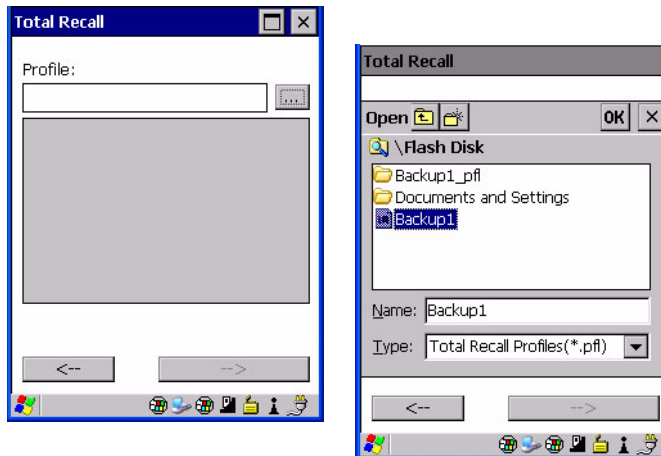 Total Recall
Profile:
...
<--
-->
Total Recall
Open
OK
\Flash Disk
Backup1_pfl
Documents and Settings
Backup1
Name: Backup1
Type: Total Recall Profiles(*.pfl)
<--
-->